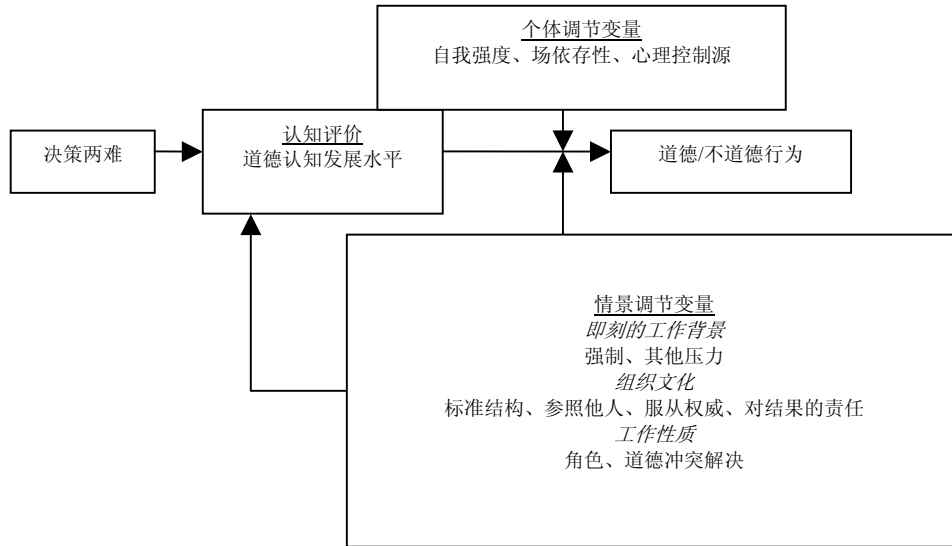 个体调节变量
自我强度、场依存性、心理控制源
决策两难
认知评价
道德认知发展水平
道德/不道德行为
情景调节变量
即刻的工作背景
强制、其他压力
组织文化
标准结构、参照他人、服从权威、对结果的责任
工作性质
角色、道德冲突解决